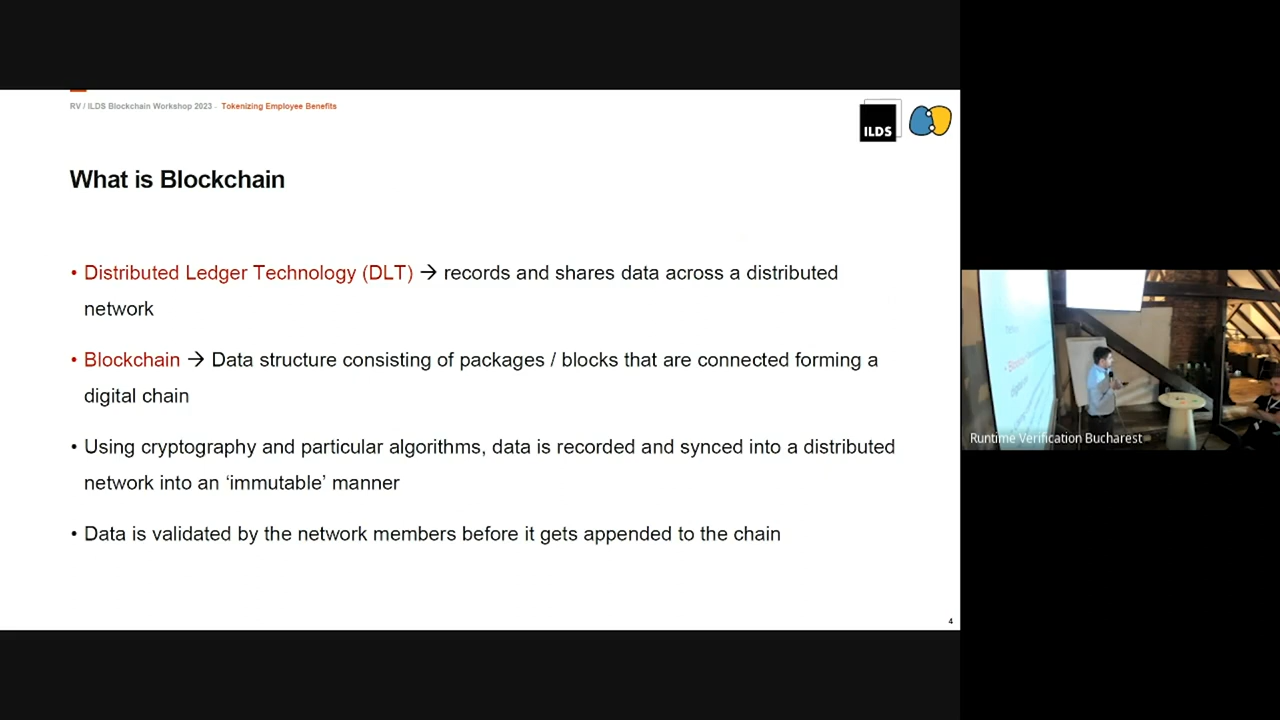 RV / ILDS Blockchain Workshop 2023 - Tokenizing Employee Benefits
ILDS
What is Blockchain
• Distributed Ledger Technology (DLT) → records and shares data across a distributed
network
• Blockchain → Data structure consisting of packages / blocks that are connected forming a
digital chain
• Using cryptography and particular algorithms, data is recorded and synced into a distributed
network into an ‘immutable’ manner
• Data is validated by the network members before it gets appended to the chain
4
Runtime Verification Bucharest